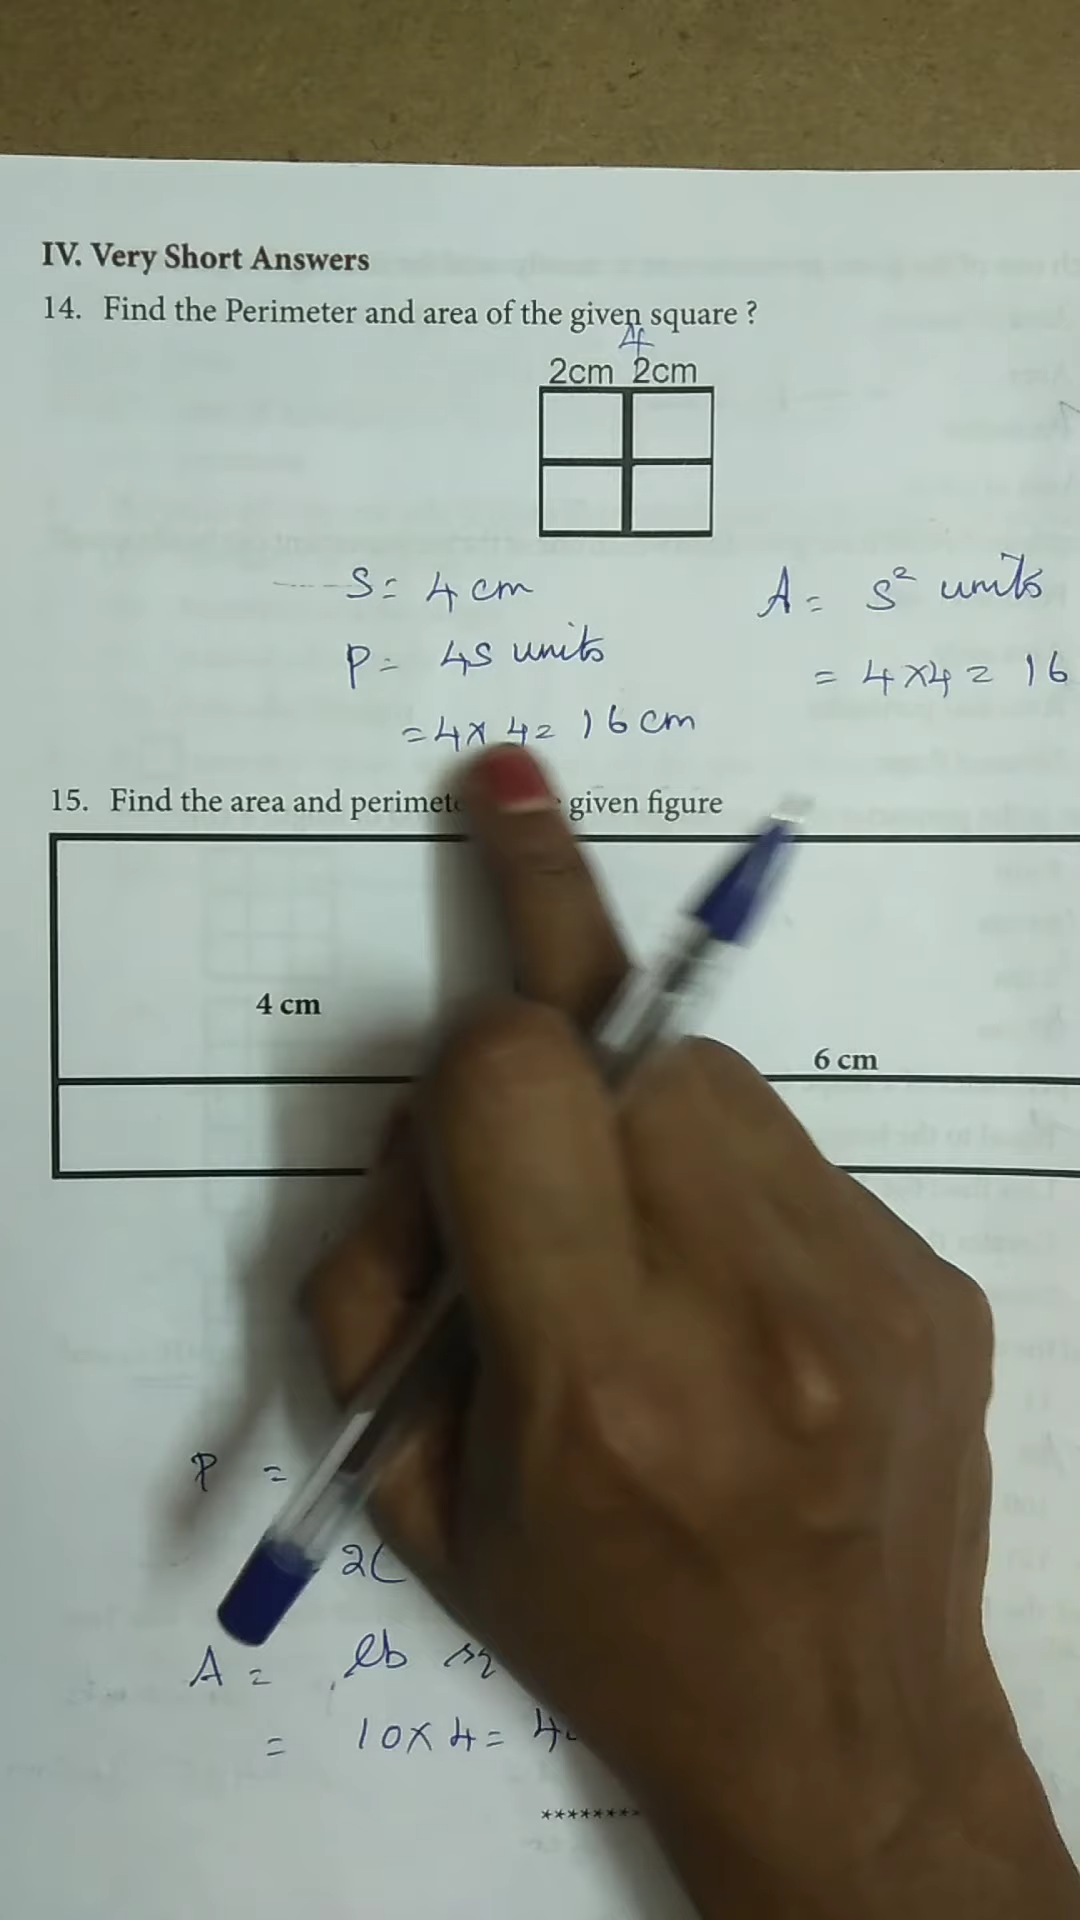 IV. Very Short Answers
14. Find the Perimeter and area of the given square ?
4
2cm 2cm
S = 4 cm
P = 4S units
= 4 x 4 = 16 cm
A = S² units
= 4 x 4 = 16
15. Find the area and perimet given figure
4 cm
6 cm
P =
2(
A = lb sq
= 10 x 4 = 4
********